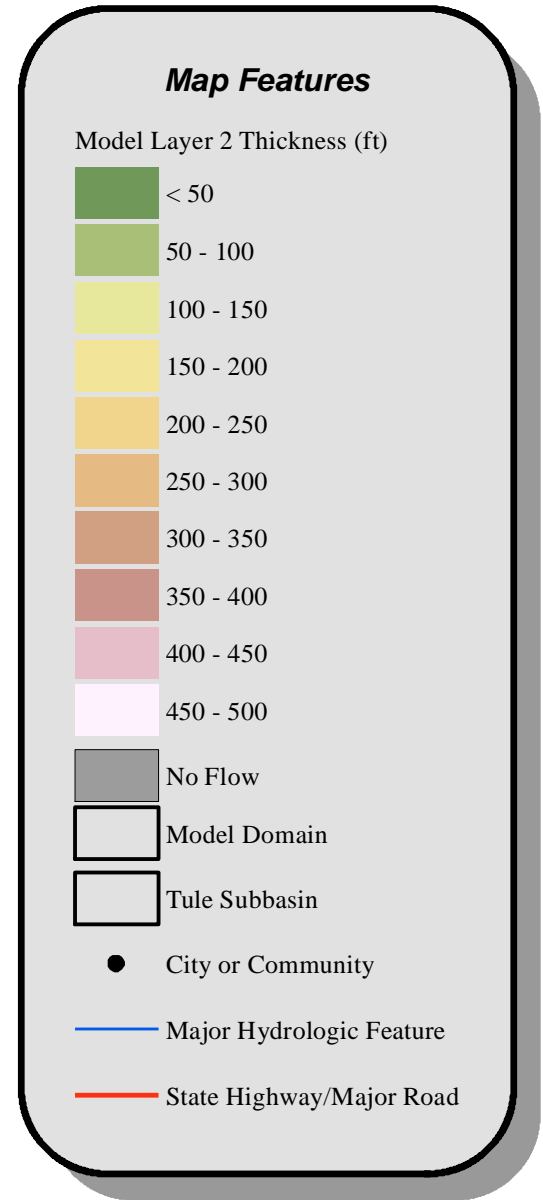 Map Features
Model Layer 2 Thickness (ft)
< 50
50 - 100
100 - 150
150 - 200
200 - 250
250 - 300
300 - 350
350 - 400
400 - 450
450 - 500
No Flow
Model Domain
Tule Subbasin
City or Community
Major Hydrologic Feature
State Highway/Major Road